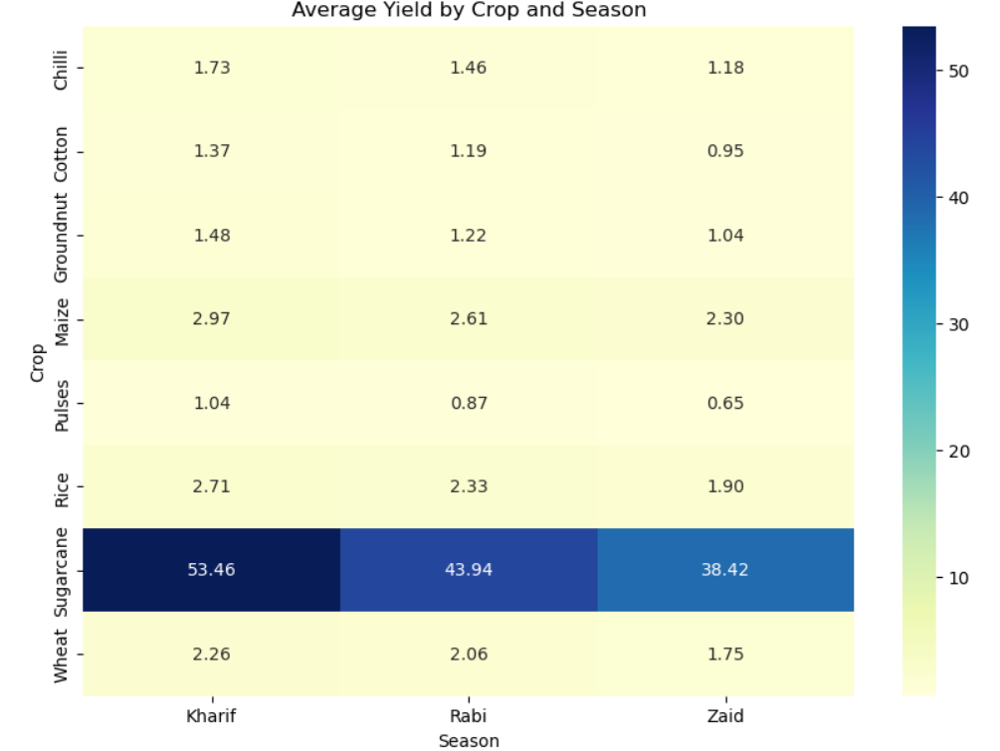 Average Yield by Crop and Season
Crop
Chilli 1.73 1.46 1.18
Cotton 1.37 1.19 0.95
Groundnut 1.48 1.22 1.04
Maize 2.97 2.61 2.30
Pulses 1.04 0.87 0.65
Rice 2.71 2.33 1.90
Sugarcane 53.46 43.94 38.42
Wheat 2.26 2.06 1.75
Kharif Rabi Zaid
Season
50
40
30
20
10